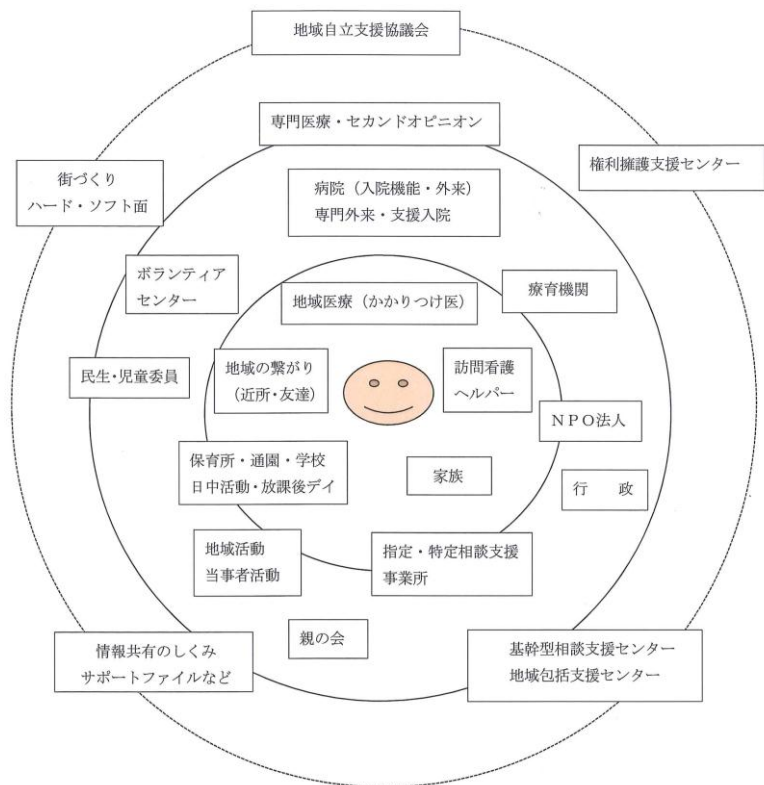 地域自立支援協議会
専門医療・セカンドオピニオン
権利擁護支援センター
街づくり
ハード・ソフト面
病院（入院機能・外来）
専門外来・支援入院
ボランティア
センター
療育機関
地域医療（かかりつけ医）
民生・児童委員
地域の繋がり
（近所・友達）
訪問看護
ヘルパー
ＮＰＯ法人
保育所・通園・学校
日中活動・放課後デイ
家族
行　政
地域活動
当事者活動
指定・特定相談支援
事業所
親の会
情報共有のしくみ
サポートファイルなど
基幹型相談支援センター
地域包括支援センター